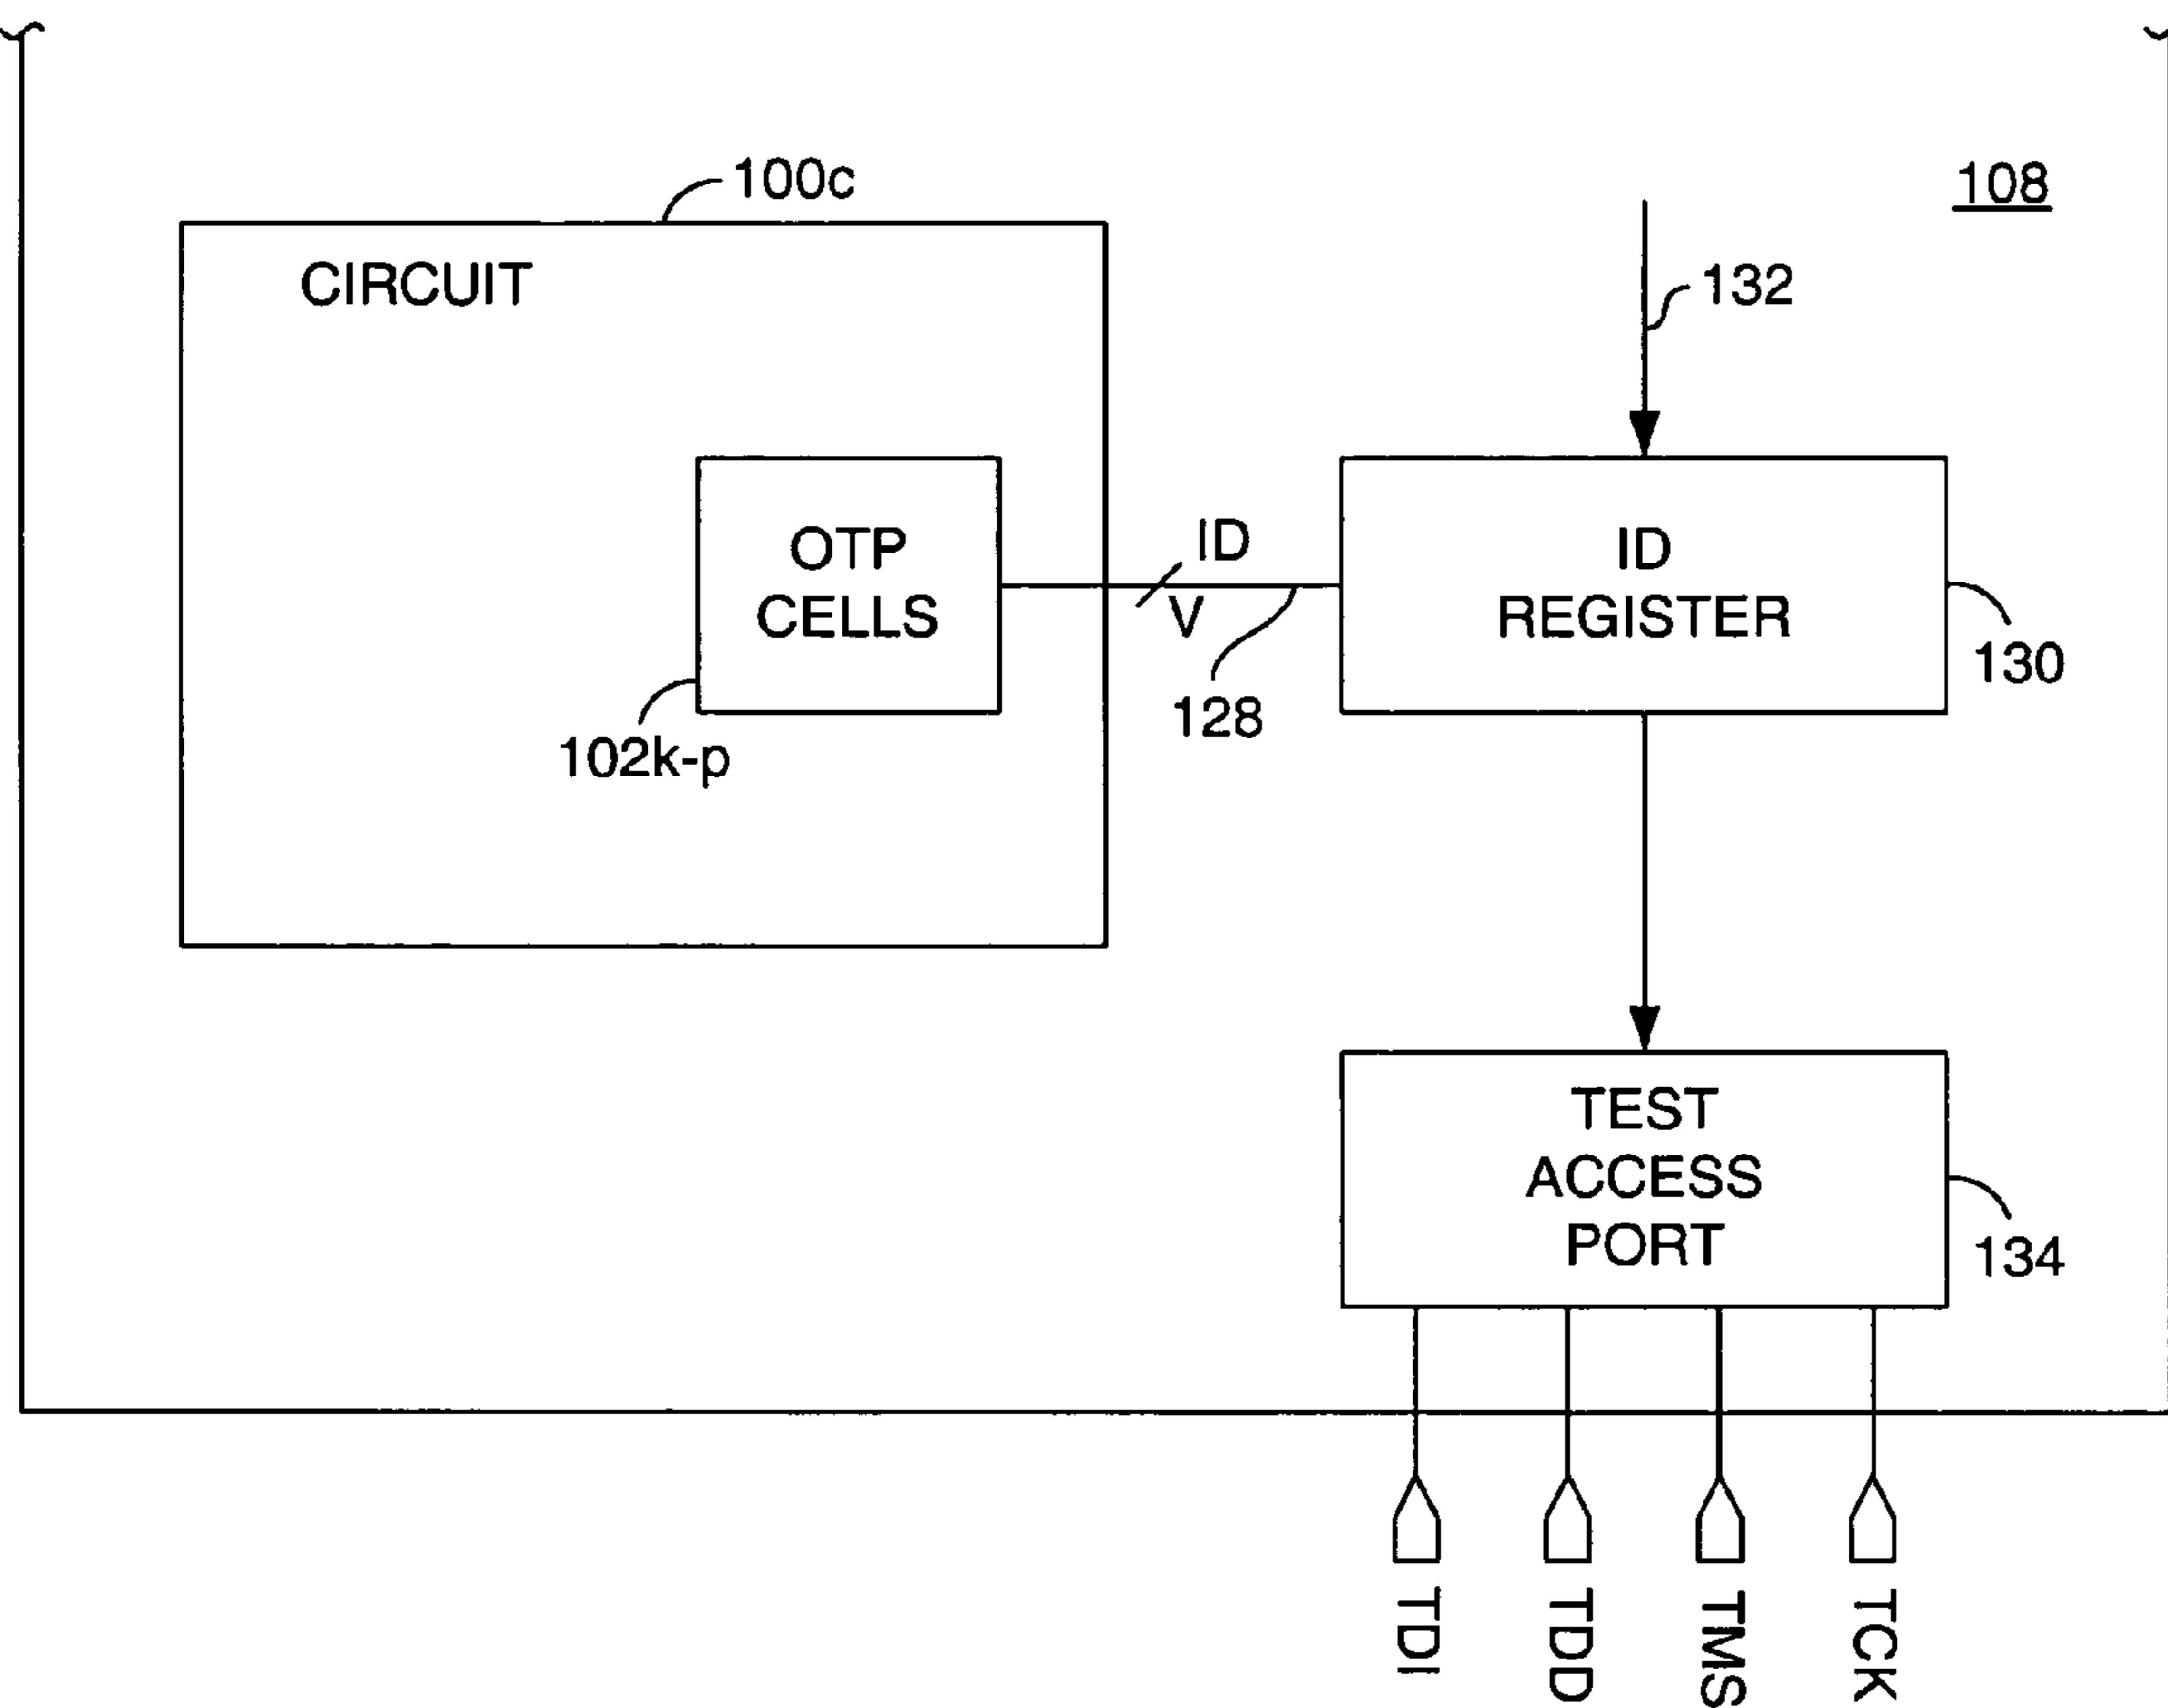 100c
108
CIRCUIT
132
OTP
CELLS
ID
V
128
ID
REGISTER
130
102k-p
TEST
ACCESS
PORT
134
TDI
TDD
TMS
TCK